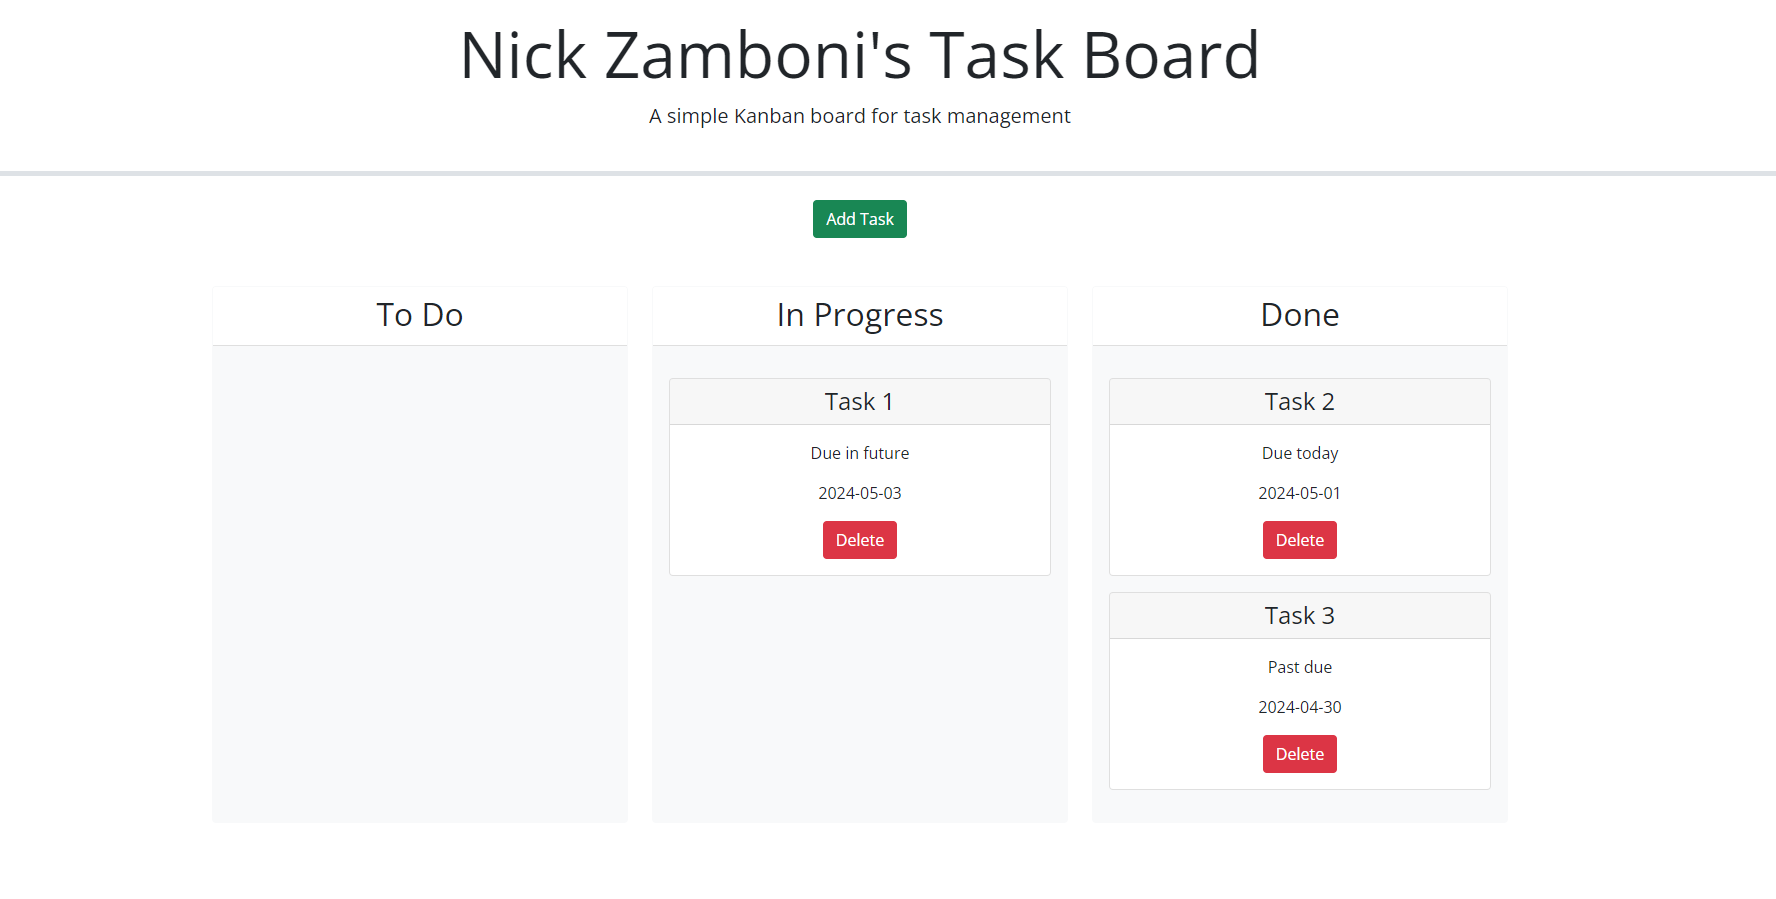 Nick Zamboni's Task Board
A simple Kanban board for task management
Add Task
To Do
In Progress
Task 1
Due in future
2024-05-03
Delete
Done
Task 2
Due today
2024-05-01
Delete
Task 3
Past due
2024-04-30
Delete